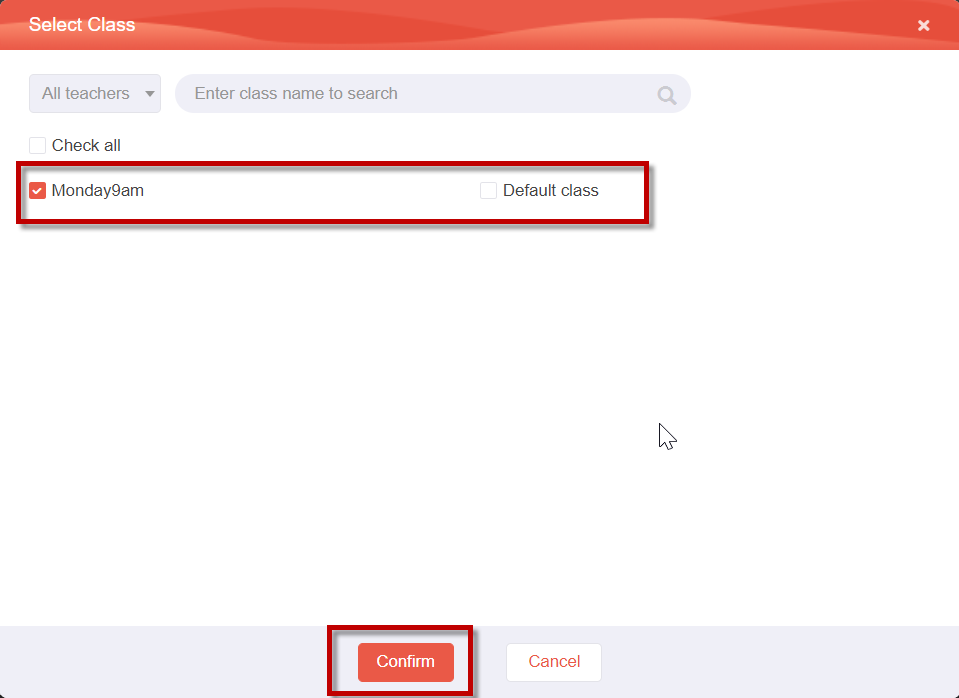 Select Class
All teachers
Enter class name to search
Check all
Monday9am Default class
Confirm Cancel